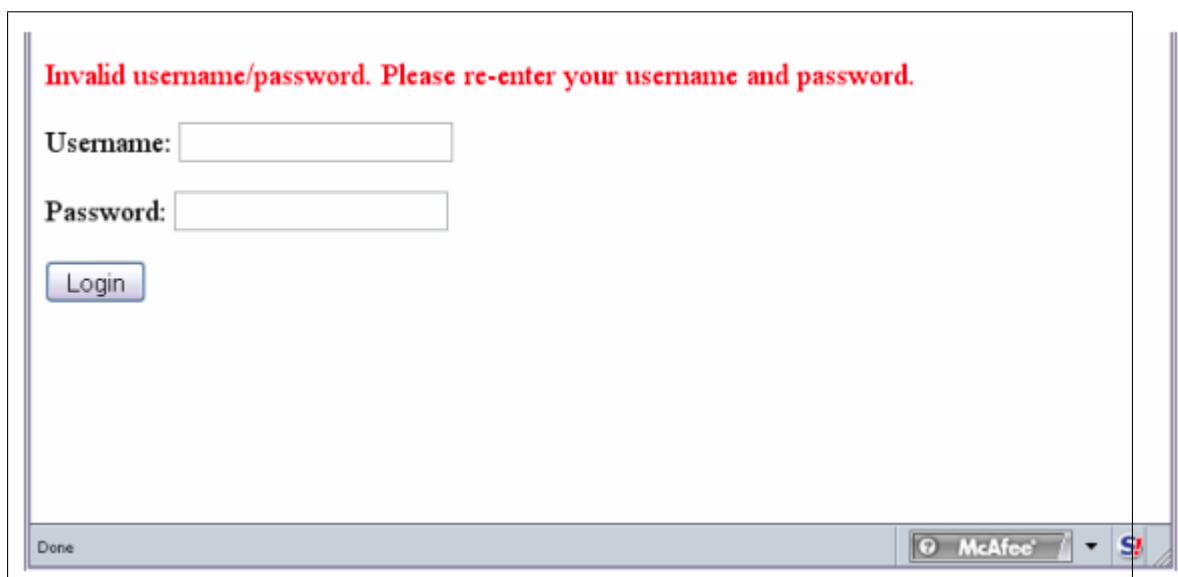 Invalid username/password. Please re-enter your username and password.
Username:
Password:
Login
Done
McAfee
S!